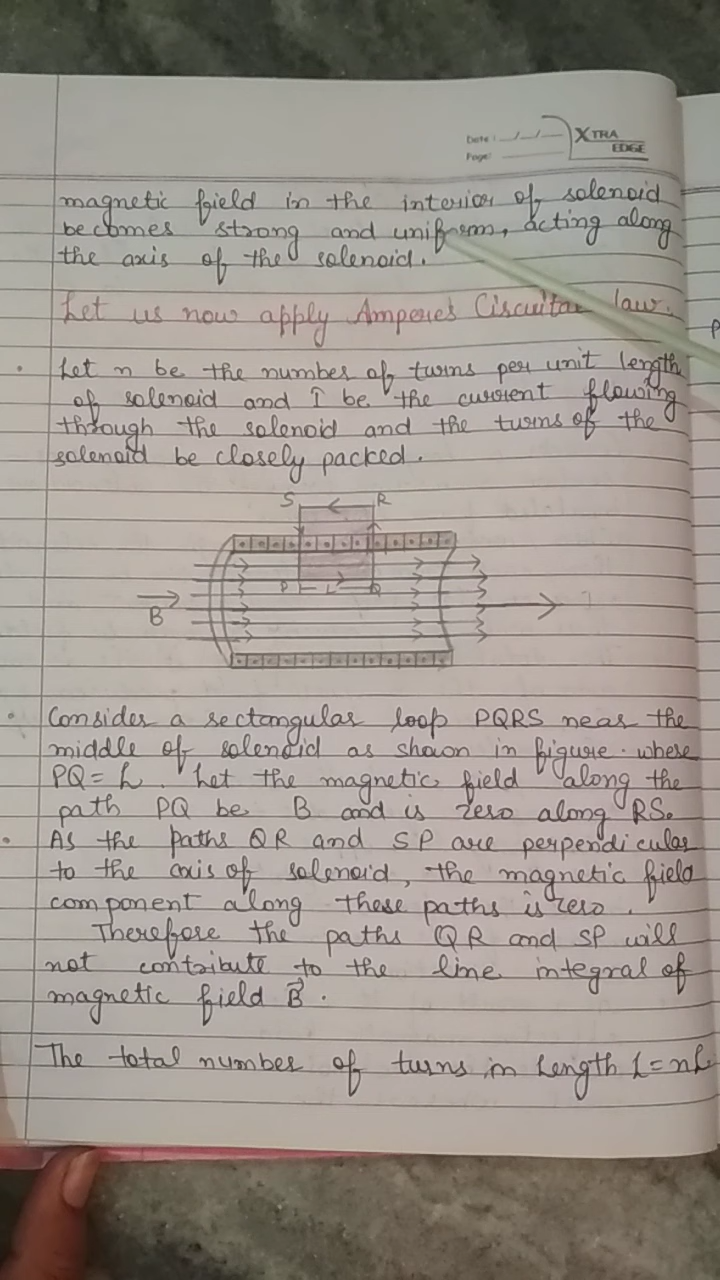 Date : __/__/__
XTRA EDGE
Page:
magnetic field in the interior of solenoid
becomes strong and uniform, acting along
the axis of the solenoid.
Let us now apply Amperes Circuital law.
Let n be the number of turns per unit length
of solenoid and I be the current flowing
through the solenoid and the turns of the
solenoid be closely packed.
S R
P L Q
B
Consider a rectangular loop PQRS near the
middle of solenoid as shown in figure. where
PQ = L. Let the magnetic field along the
path PQ be B and is zero along RS.
As the paths QR and SP are perpendicular
to the axis of solenoid, the magnetic field
component along these paths is zero.
Therefore the paths QR and SP will
not contribute to the line integral of
magnetic field B⃗.
The total number of turns in length L = nL